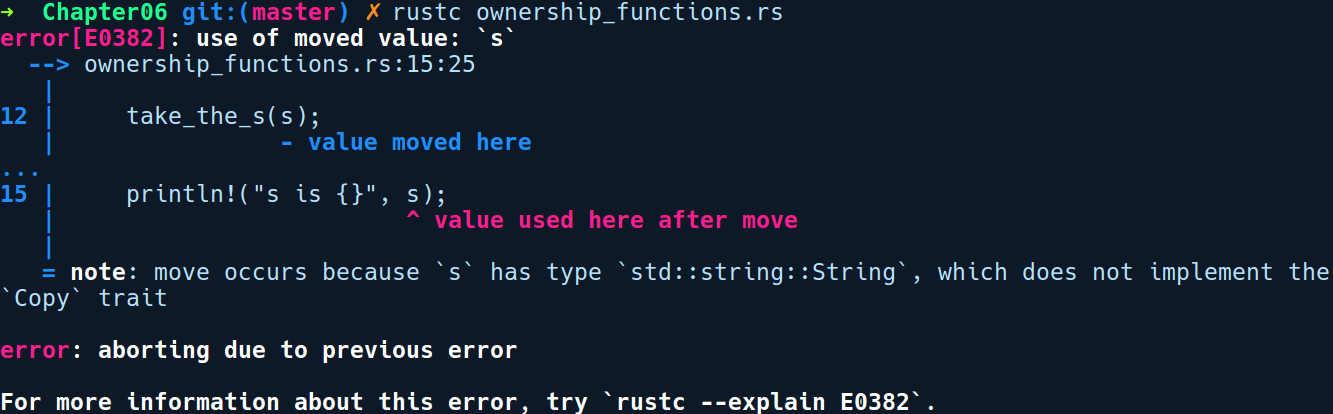 ➜  Chapter06 git:(master) ✗ rustc ownership_functions.rs
error[E0382]: use of moved value: `s`
  --> ownership_functions.rs:15:25
   |
12 |     take_the_s(s);
   |                - value moved here
...
15 |     println!("s is {}", s);
   |                         ^ value used here after move
   |
   = note: move occurs because `s` has type `std::string::String`, which does not implement the
`Copy` trait
error: aborting due to previous error
For more information about this error, try `rustc --explain E0382`.